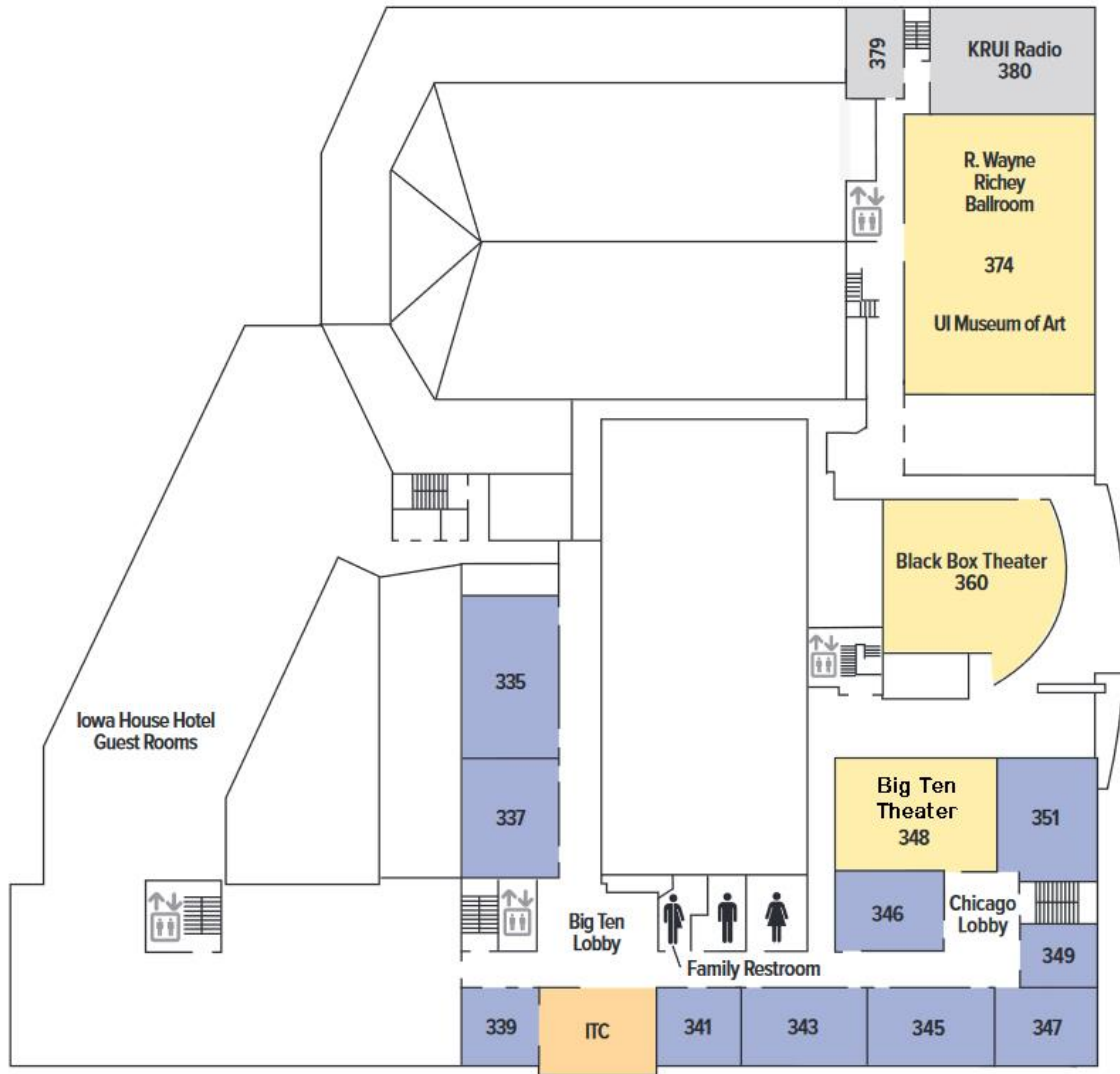 379
KRUI Radio
380
R. Wayne
Richey
Ballroom
374
UI Museum of Art
Black Box Theater
360
335
Iowa House Hotel
Guest Rooms
337
Big Ten
Theater
348
351
346
Chicago
Lobby
Big Ten
Lobby
349
Family Restroom
339
ITC
341
343
345
347